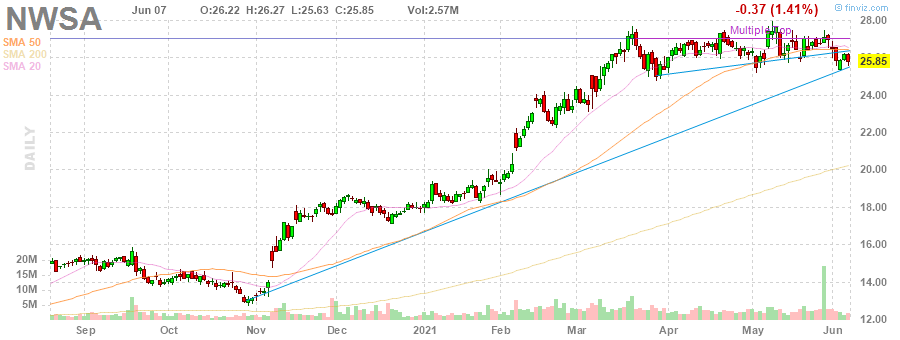 NWSA
Jun 07 O:26.22 H:26.27 L:25.63 C:25.85 Vol:2.57M
-0.37 (1.41%)
© finviz.com
SMA 50
SMA 200
SMA 20
Multiple Top
DAILY
28.00
25.85
24.00
22.00
20.00
18.00
16.00
14.00
12.00
20M
15M
10M
5M
Sep Oct Nov Dec 2021 Feb Mar Apr May Jun